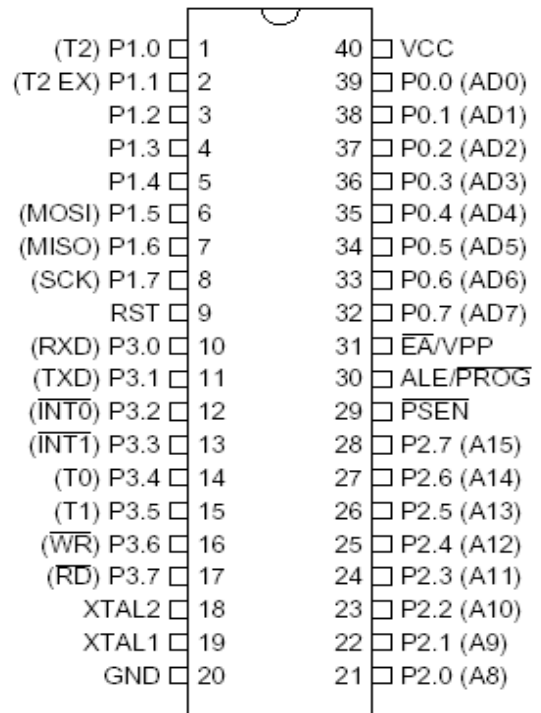 (T2) P1.0 1 40 VCC
(T2 EX) P1.1 2 39 P0.0 (AD0)
P1.2 3 38 P0.1 (AD1)
P1.3 4 37 P0.2 (AD2)
P1.4 5 36 P0.3 (AD3)
(MOSI) P1.5 6 35 P0.4 (AD4)
(MISO) P1.6 7 34 P0.5 (AD5)
(SCK) P1.7 8 33 P0.6 (AD6)
RST 9 32 P0.7 (AD7)
(RXD) P3.0 10 31 E̅A̅/VPP
(TXD) P3.1 11 30 ALE/P̅R̅O̅G̅
(I̅N̅T̅0̅) P3.2 12 29 P̅S̅E̅N̅
(I̅N̅T̅1̅) P3.3 13 28 P2.7 (A15)
(T0) P3.4 14 27 P2.6 (A14)
(T1) P3.5 15 26 P2.5 (A13)
(W̅R̅) P3.6 16 25 P2.4 (A12)
(R̅D̅) P3.7 17 24 P2.3 (A11)
XTAL2 18 23 P2.2 (A10)
XTAL1 19 22 P2.1 (A9)
GND 20 21 P2.0 (A8)